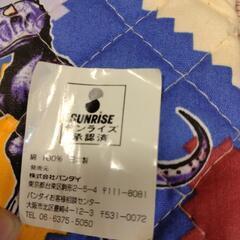 SUNRISE
サンライズ
承認済
綿 100% 日本製
発売元
株式会社バンダイ
東京都台東区駒形2-5-4 〒111-8081
バンダイお客様相談センター
大阪市北区豊崎4-12-3 〒531-0072
06-6375-5050